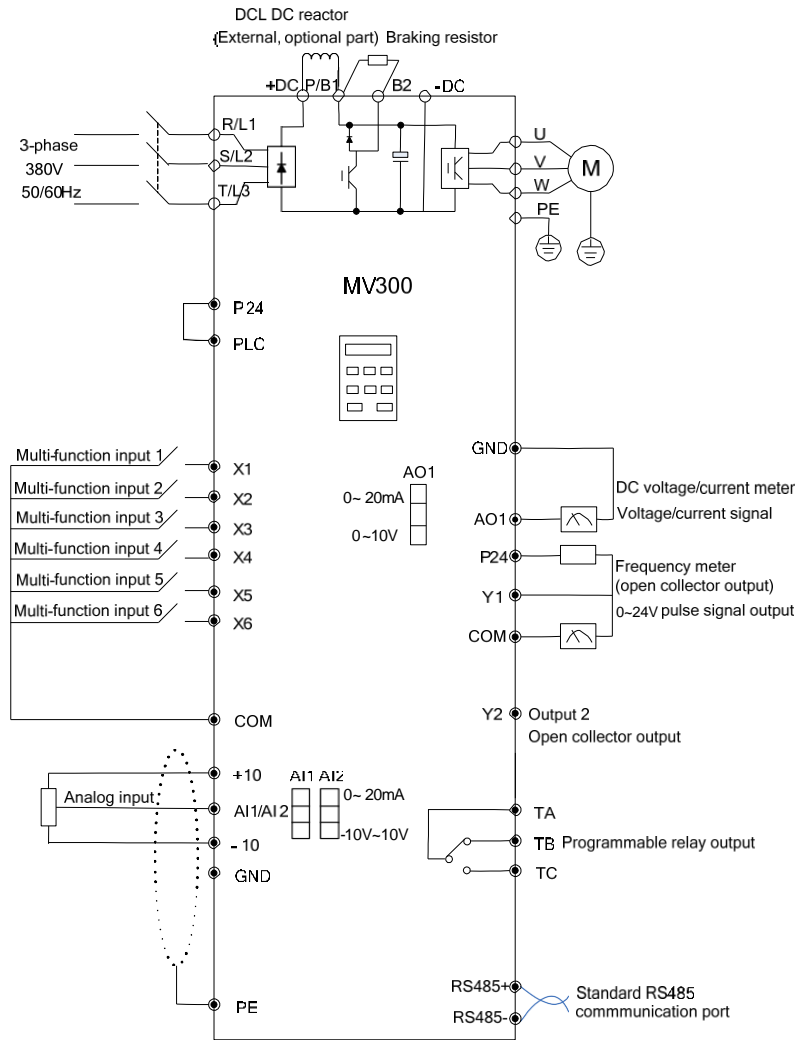 DCL DC reactor
(External, optional part) Braking resistor
+DC P/B1 B2 -DC
R/L1
3-phase
S/L2
380V
T/L3
50/60Hz
U
V
M
W
PE
MV300
P24
PLC
Multi-function input 1
X1
Multi-function input 2
X2
Multi-function input 3
X3
Multi-function input 4
X4
Multi-function input 5
X5
Multi-function input 6
X6
COM
AO1
0~20mA
0~10V
GND
DC voltage/current meter
AO1 Voltage/current signal
P24
Frequency meter
(open collector output)
Y1
0~24V pulse signal output
COM
Y2 Output 2
Open collector output
+10
AI1 AI2
0~20mA
Analog input
AI1/AI2
-10V~10V
-10
GND
PE
TA
TB Programmable relay output
TC
RS485+
Standard RS485
commmunication port
RS485-